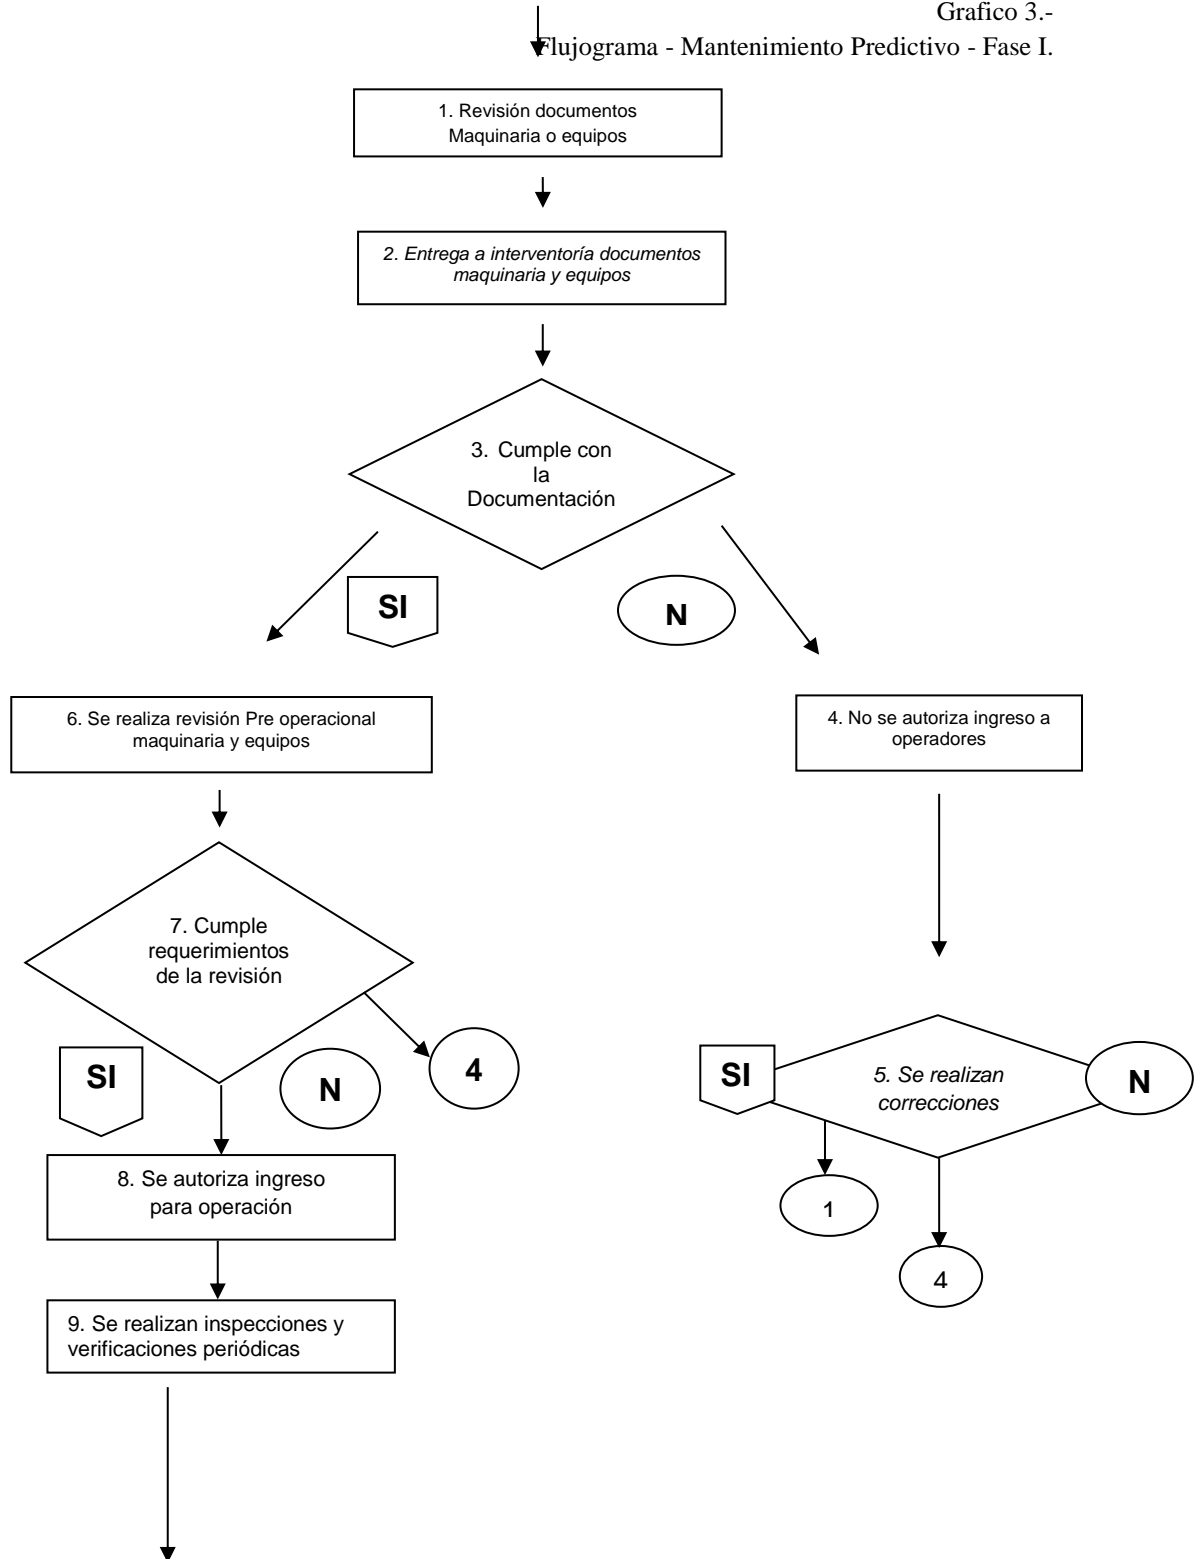 Grafico 3.-
Flujograma - Mantenimiento Predictivo - Fase I.
1. Revisión documentos
Maquinaria o equipos
2. Entrega a interventoría documentos
maquinaria y equipos
3. Cumple con
la
Documentación
SI
N
6. Se realiza revisión Pre operacional
maquinaria y equipos
4. No se autoriza ingreso a
operadores
7. Cumple
requerimientos
de la revisión
SI
N
4
SI
5. Se realizan
correcciones
N
8. Se autoriza ingreso
para operación
1
4
9. Se realizan inspecciones y
verificaciones periódicas